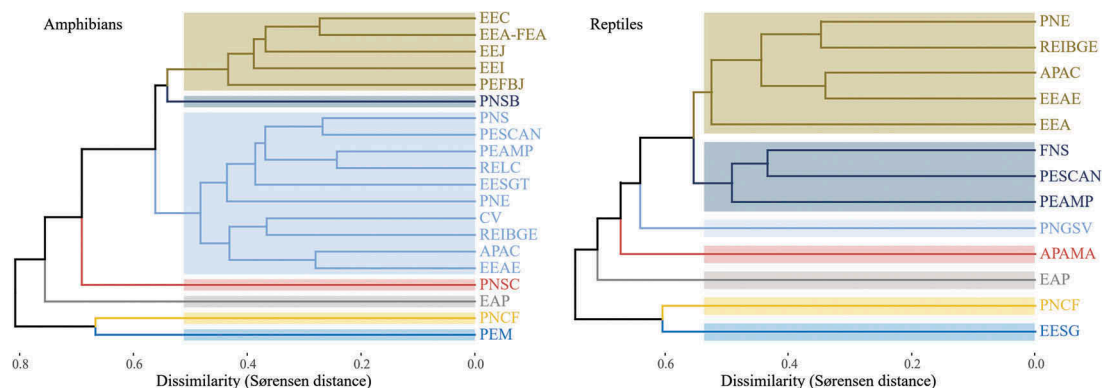 Amphibians
EEC
EEA-FEA
EEJ
EEI
PEFBJ
PNSB
PNS
PESCAN
PEAMP
RELC
EESGT
PNE
CV
REIBGE
APAC
EEAE
PNSC
EAP
PNCF
PEM
0.8 0.6 0.4 0.2 0.0
Dissimilarity (Sørensen distance)
Reptiles
PNE
REIBGE
APAC
EEAE
EEA
FNS
PESCAN
PEAMP
PNGSV
APAMA
EAP
PNCF
EESG
0.6 0.4 0.2 0.0
Dissimilarity (Sørensen distance)